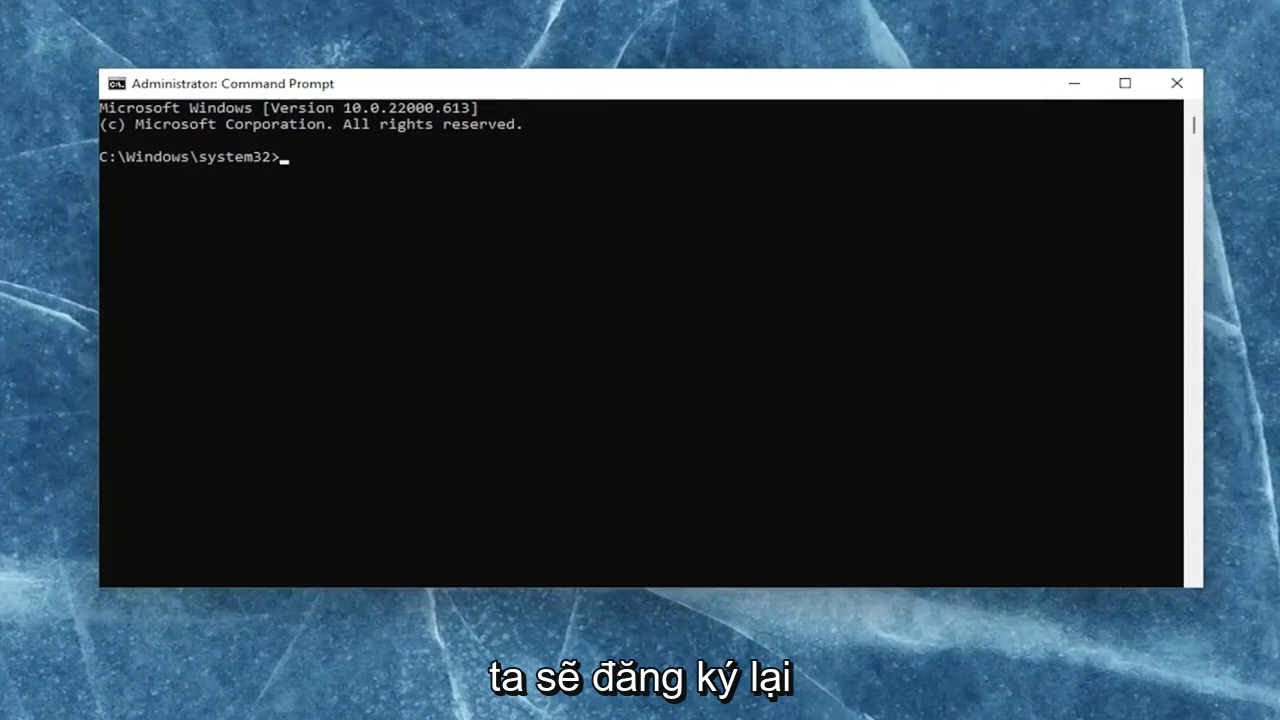 Administrator: Command Prompt
Microsoft Windows [Version 10.0.22000.613]
(c) Microsoft Corporation. All rights reserved.
C:\Windows\system32>
ta sẽ đăng ký lại